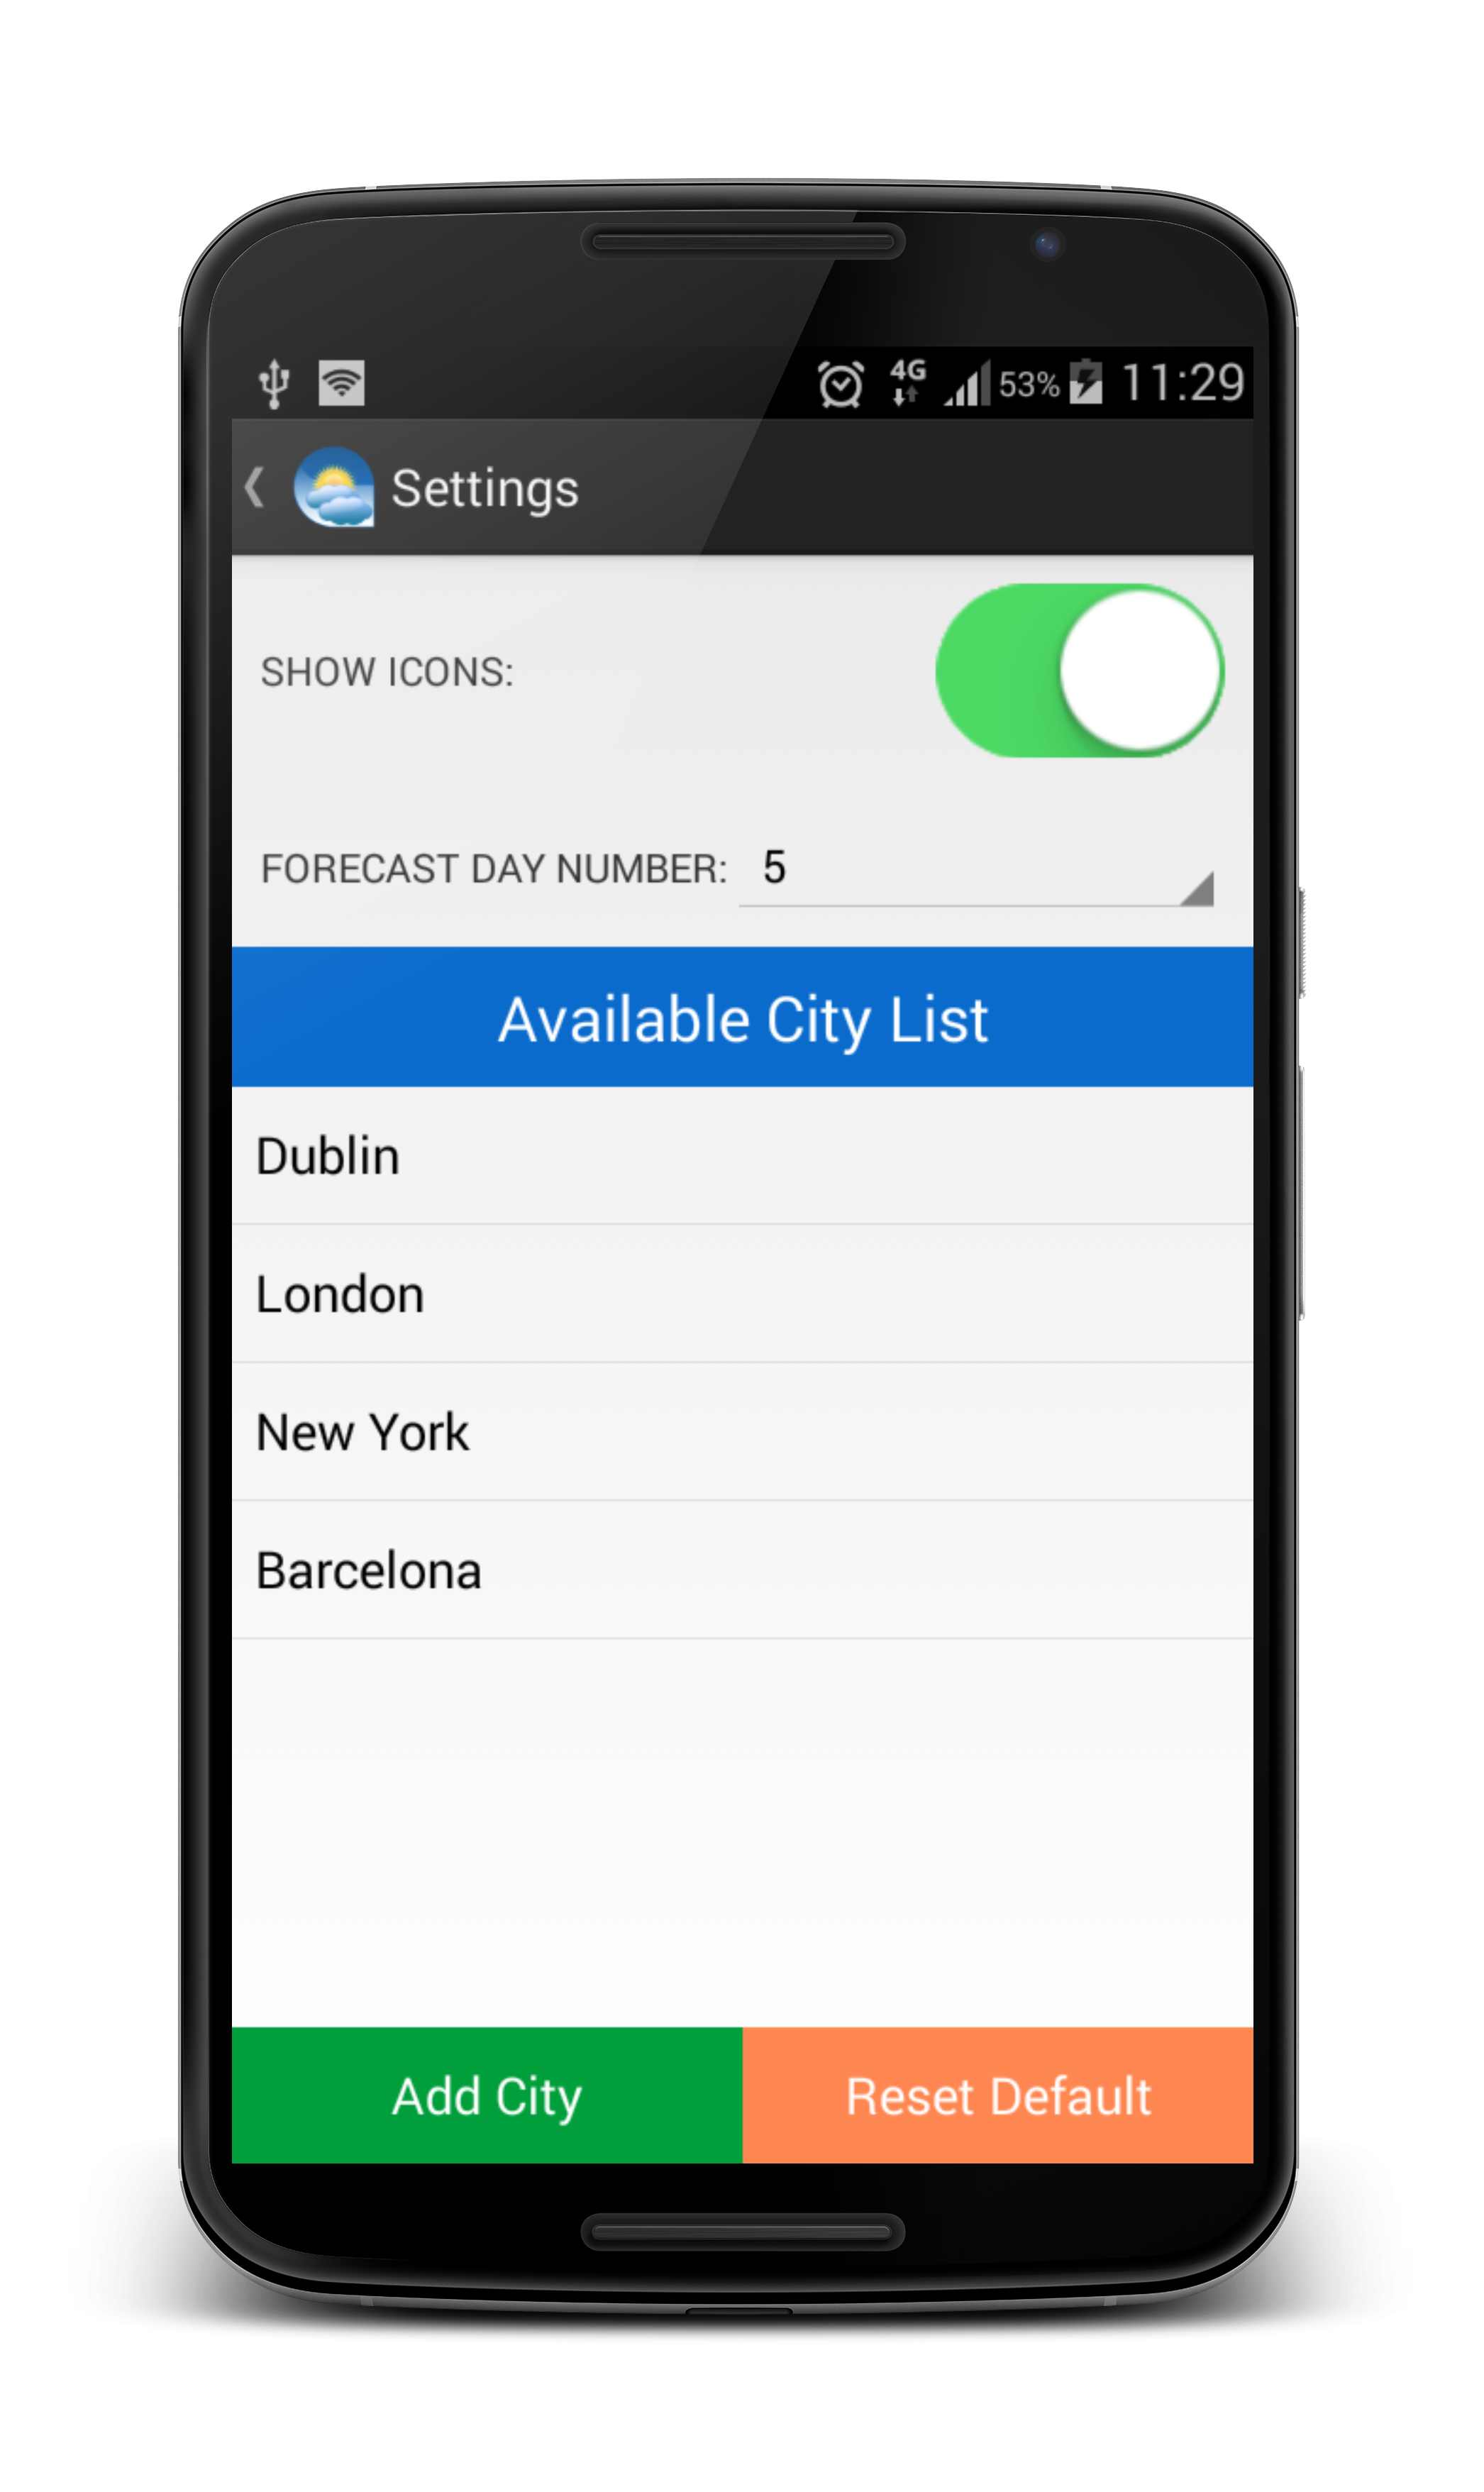 4G 53% 11:29
Settings
SHOW ICONS:
FORECAST DAY NUMBER: 5
Available City List
Dublin
London
New York
Barcelona
Add City Reset Default